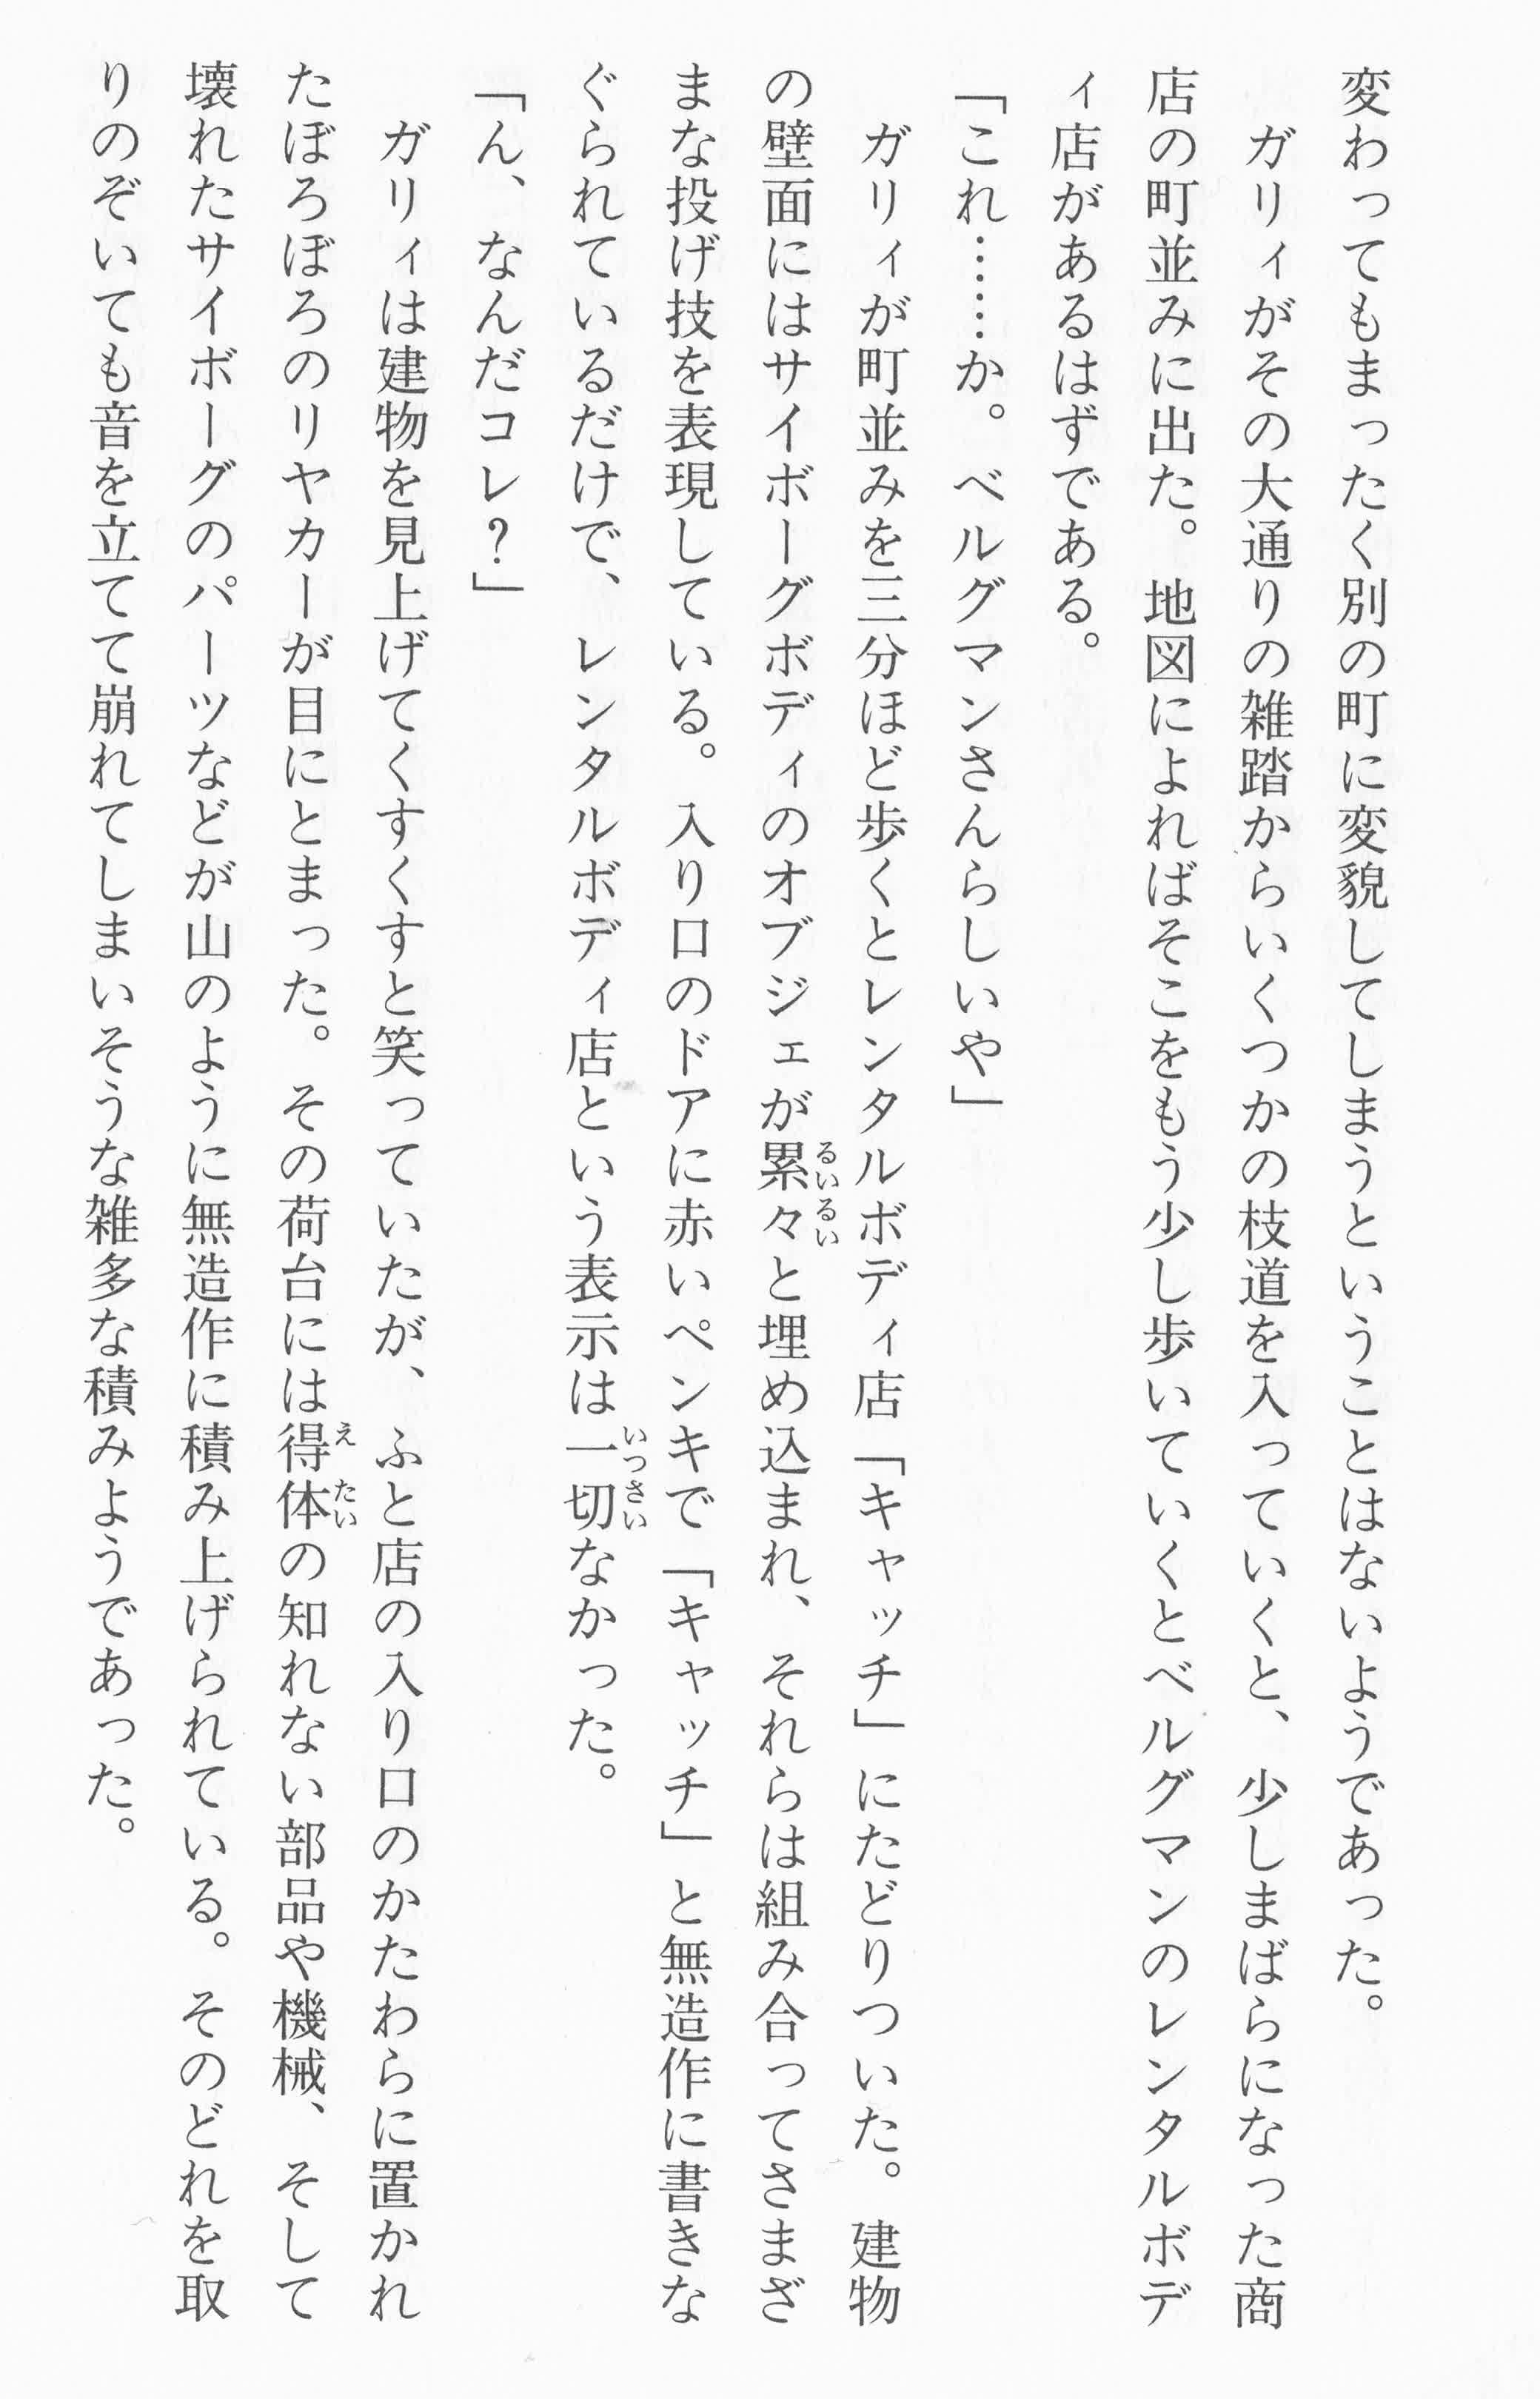 変わってもまったく別の町に変貌してしまうということはないようであった。
　ガリィがその大通りの雑踏からいくつかの枝道を入っていくと、少しまばらになった商
店の町並みに出た。地図によればそこをもう少し歩いていくとベルグマンのレンタルボデ
ィ店があるはずである。
「これ……か。ベルグマンさんらしいや」
　ガリィが町並みを三分ほど歩くとレンタルボディ店「キャッチ」にたどりついた。建物
の壁面にはサイボーグボディのオブジェが累々と埋め込まれ、それらは組み合ってさまざ
まな投げ技を表現している。入り口のドアに赤いペンキで「キャッチ」と無造作に書きな
ぐられているだけで、レンタルボディ店という表示は一切なかった。
「ん、なんだコレ？」
　ガリィは建物を見上げてくすくすと笑っていたが、ふと店の入り口のかたわらに置かれ
たぼろぼろのリヤカーが目にとまった。その荷台には得体の知れない部品や機械、そして
壊れたサイボーグのパーツなどが山のように無造作に積み上げられている。そのどれを取
りのぞいても音を立てて崩れてしまいそうな雑多な積みようであった。